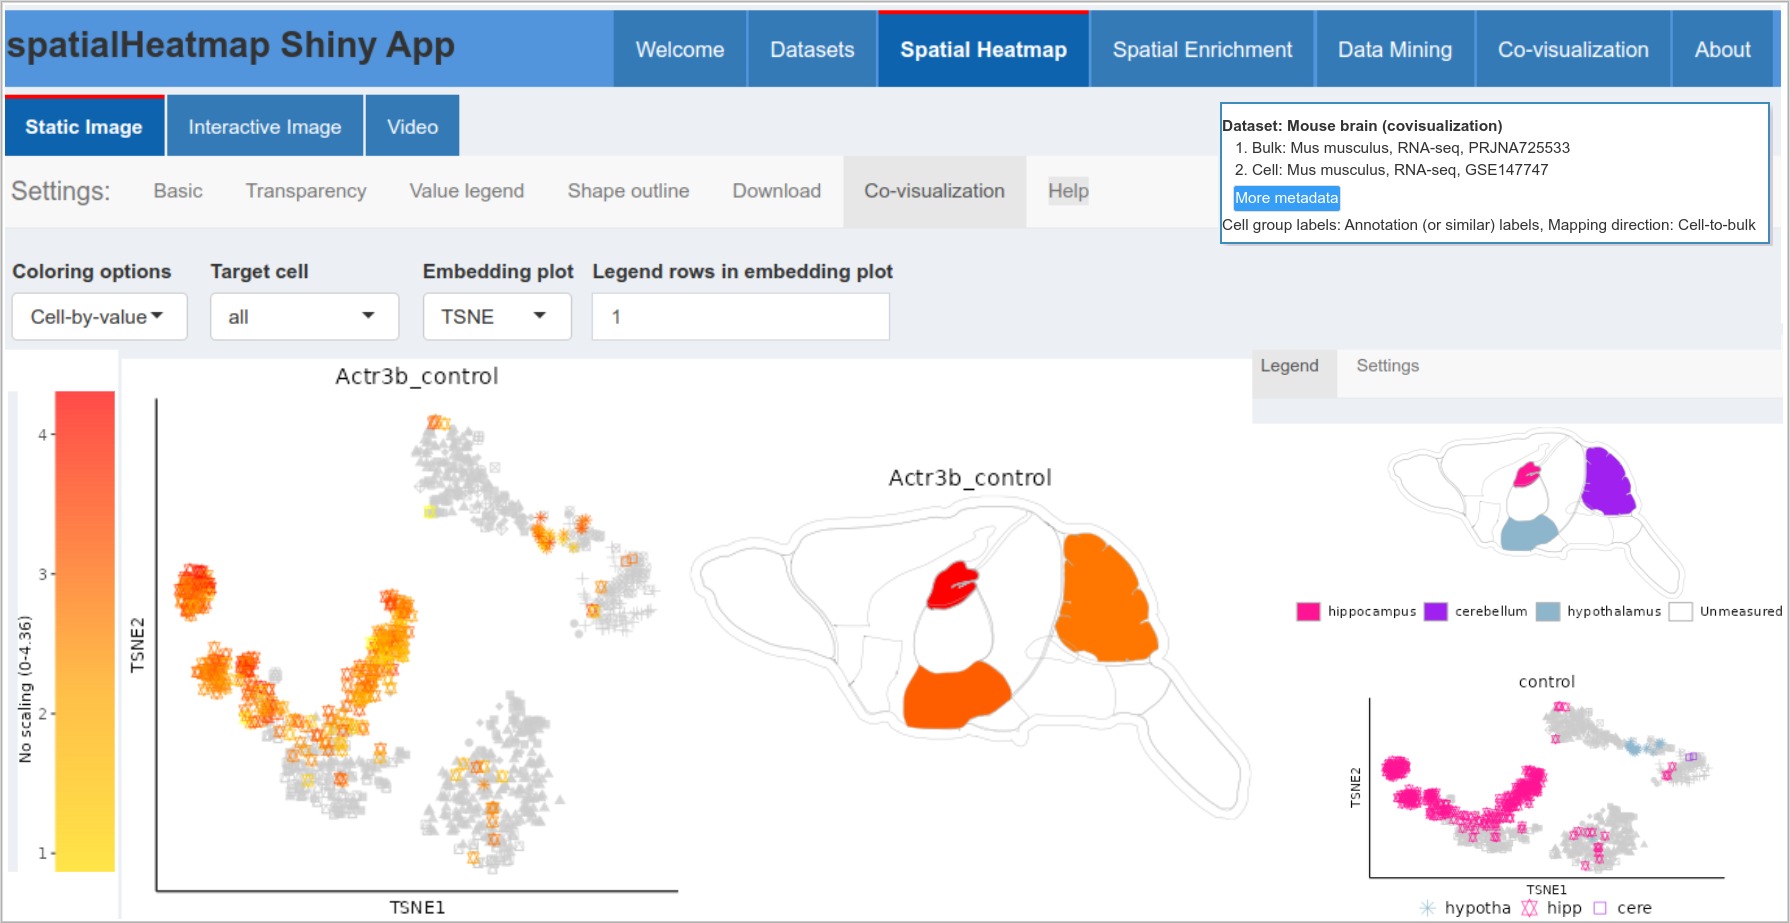 spatialHeatmap Shiny App
Welcome
Datasets
Spatial Heatmap
Spatial Enrichment
Data Mining
Co-visualization
About
Static Image
Interactive Image
Video
Dataset: Mouse brain (covisualization)
1. Bulk: Mus musculus, RNA-seq, PRJNA725533
2. Cell: Mus musculus, RNA-seq, GSE147747
More metadata
Cell group labels: Annotation (or similar) labels, Mapping direction: Cell-to-bulk
Settings:
Basic
Transparency
Value legend
Shape outline
Download
Co-visualization
Help
Coloring options
Target cell
Embedding plot
Legend rows in embedding plot
Cell-by-value
all
TSNE
1
4
3
2
1
No scaling (0-4.36)
Actr3b_control
TSNE2
TSNE1
Actr3b_control
Legend
Settings
hippocampus
cerebellum
hypothalamus
Unmeasured
control
TSNE2
TSNE1
hypotha
hipp
cere